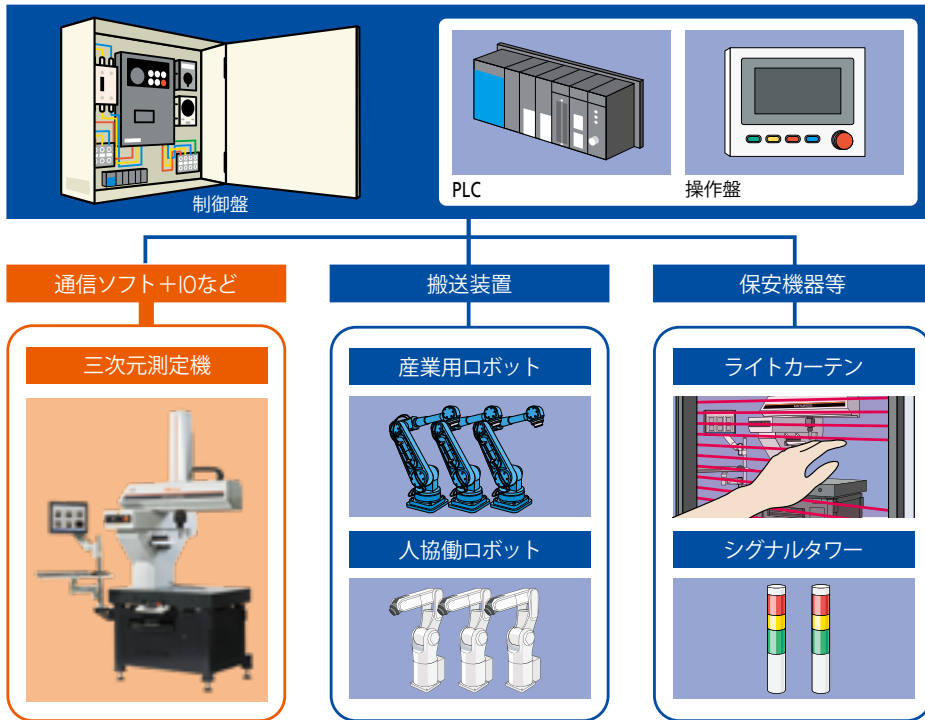 制御盤
PLC
操作盤
通信ソフト+IOなど
搬送装置
保安機器等
三次元測定機
産業用ロボット
ライトカーテン
人協働ロボット
シグナルタワー